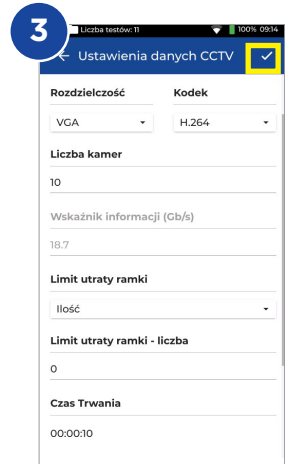 3
Liczba testów: 11 100% 09:14
← Ustawienia danych CCTV
Rozdzielczość Kodek
VGA H.264
Liczba kamer
10
Wskaźnik informacji (Gb/s)
18.7
Limit utraty ramki
Ilość
Limit utraty ramki - liczba
0
Czas Trwania
00:00:10